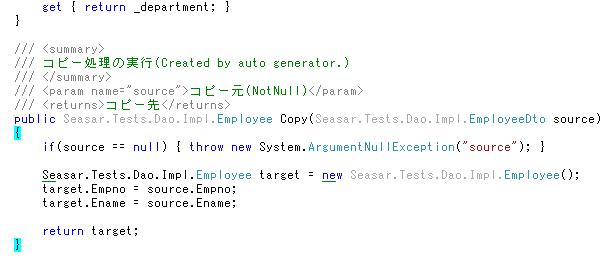 get { return _department; }
}
/// <summary>
/// コピー処理の実行(Created by auto generator.)
/// </summary>
/// <param name="source">コピー元(NotNull)</param>
/// <returns>コピー先</returns>
public Seasar.Tests.Dao.Impl.Employee Copy(Seasar.Tests.Dao.Impl.EmployeeDto source)
{
if(source == null) { throw new System.ArgumentNullException("source"); }
Seasar.Tests.Dao.Impl.Employee target = new Seasar.Tests.Dao.Impl.Employee();
target.Empno = source.Empno;
target.Ename = source.Ename;
return target;
}